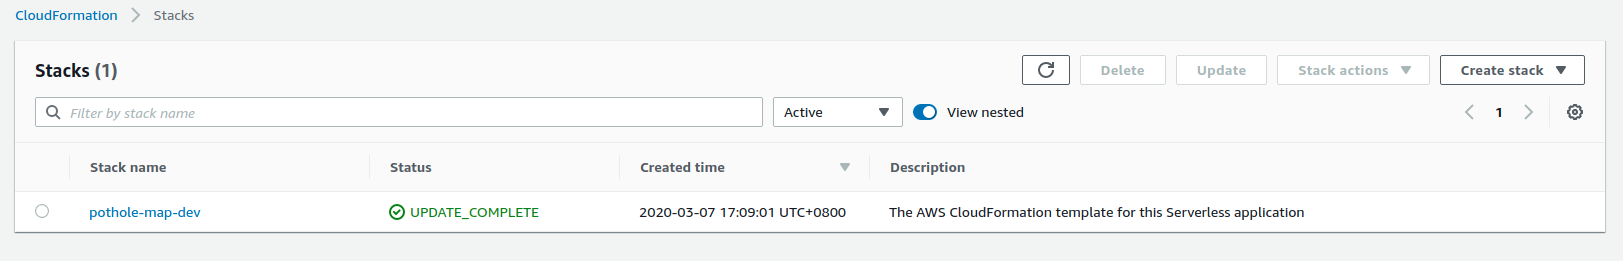 CloudFormation > Stacks
Stacks (1)
Delete
Update
Stack actions
Create stack
Filter by stack name
Active
View nested
1
Stack name Status Created time Description
pothole-map-dev UPDATE_COMPLETE 2020-03-07 17:09:01 UTC+0800 The AWS CloudFormation template for this Serverless application